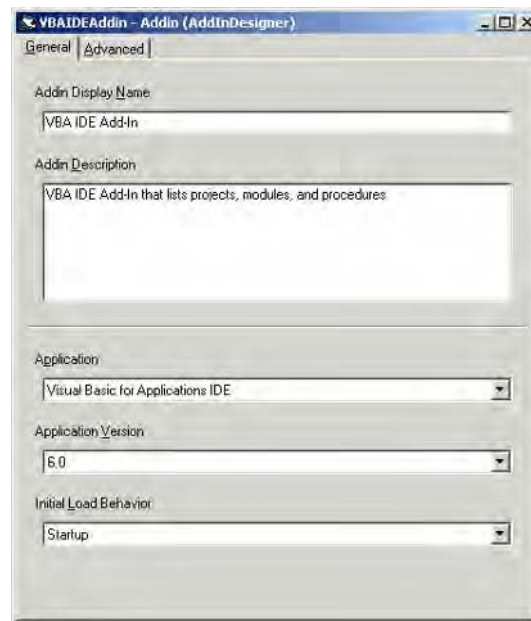 VBAIDEAddin - Addin (AddInDesigner)
General Advanced
Addin Display Name
VBA IDE Add-In
Addin Description
VBA IDE Add-In that lists projects, modules, and procedures
Application
Visual Basic for Applications IDE
Application Version
6.0
Initial Load Behavior
Startup